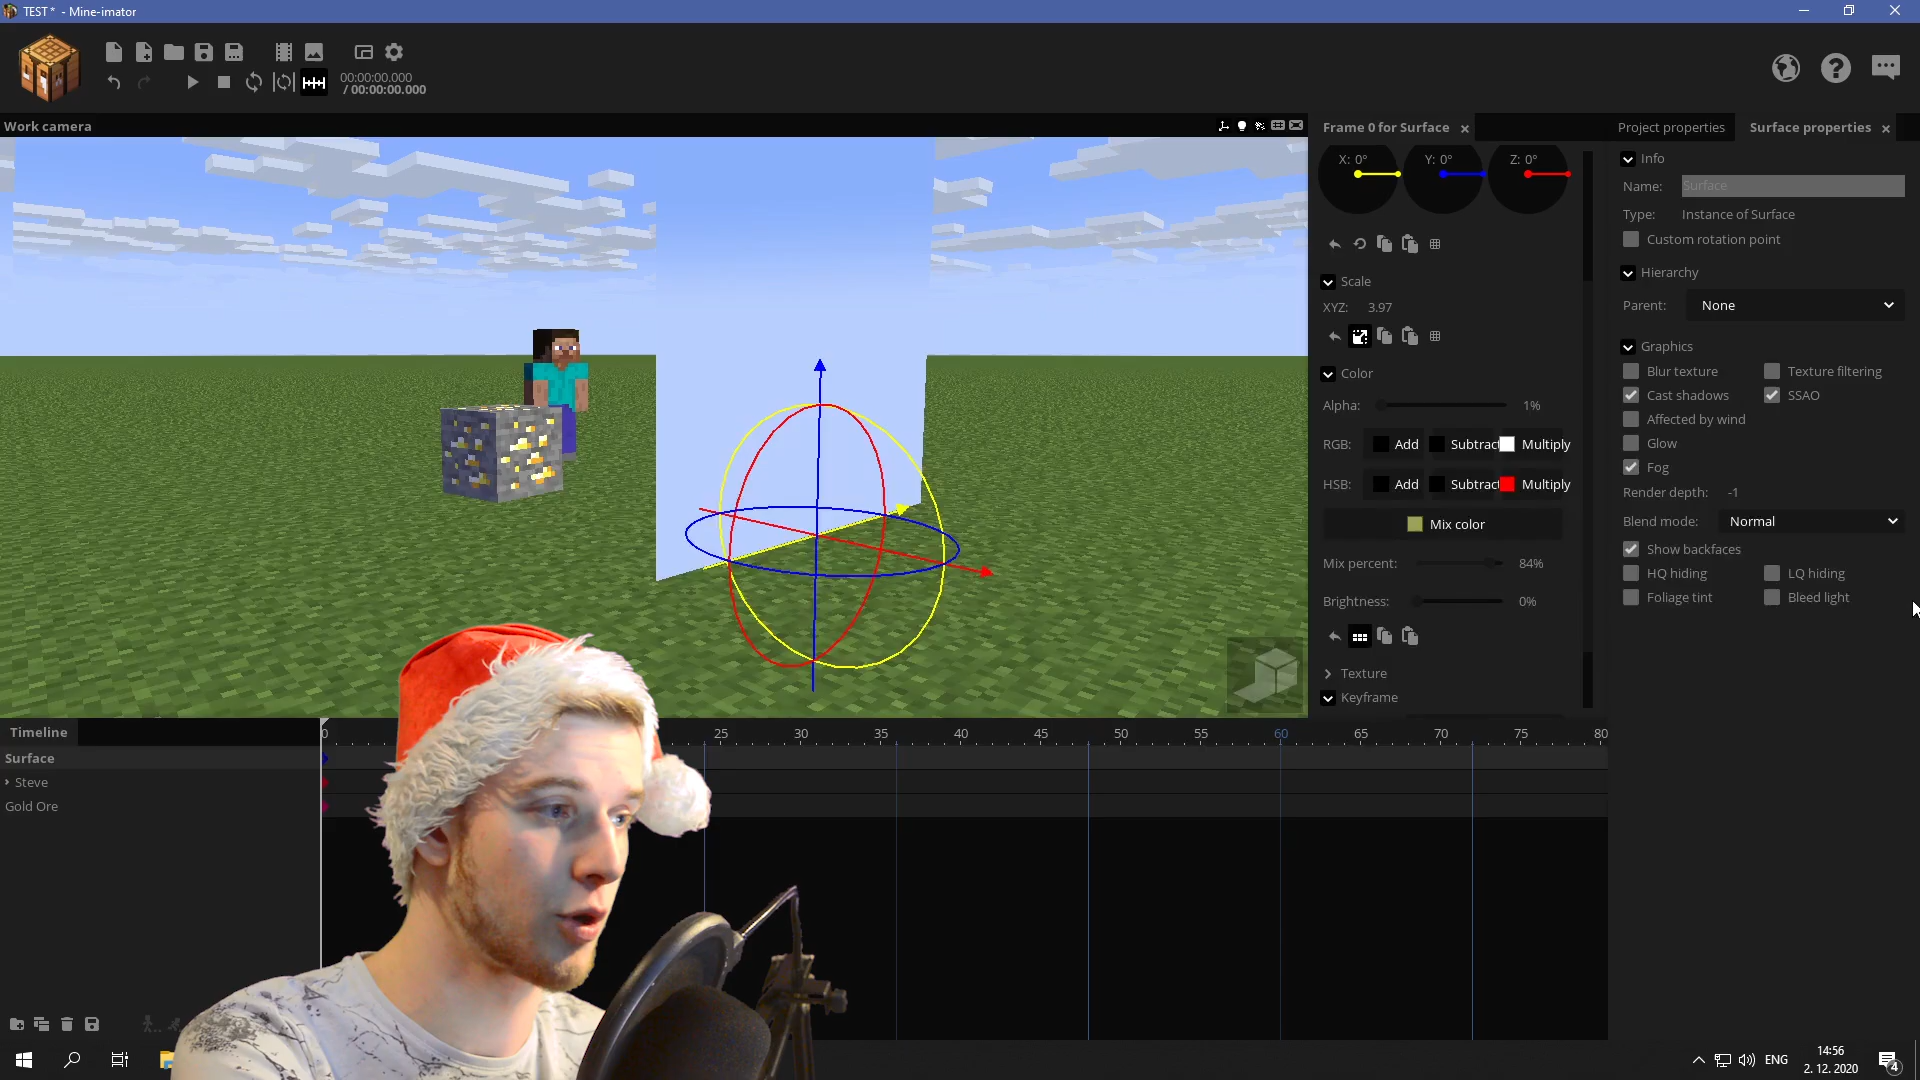 TEST* - Mine-imator
00:00:00.000
/ 00:00:00.000
Work camera
Frame 0 for Surface
Project properties
Surface properties
X: 0° Y: 0° Z: 0°
Scale
XYZ: 3.97
Color
Alpha: 1%
RGB: Add Subtract Multiply
HSB: Add Subtract Multiply
Mix color
Mix percent: 84%
Brightness: 0%
Texture
Keyframe
Info
Name: Surface
Type: Instance of Surface
Custom rotation point
Hierarchy
Parent: None
Graphics
Blur texture Texture filtering
Cast shadows SSAO
Affected by wind
Glow
Fog
Render depth: -1
Blend mode: Normal
Show backfaces
HQ hiding LQ hiding
Foliage tint Bleed light
Timeline
0 25 30 35 40 45 50 55 60 65 70 75 80
Surface
Steve
Gold Ore
ENG
14:56
2. 12. 2020
4